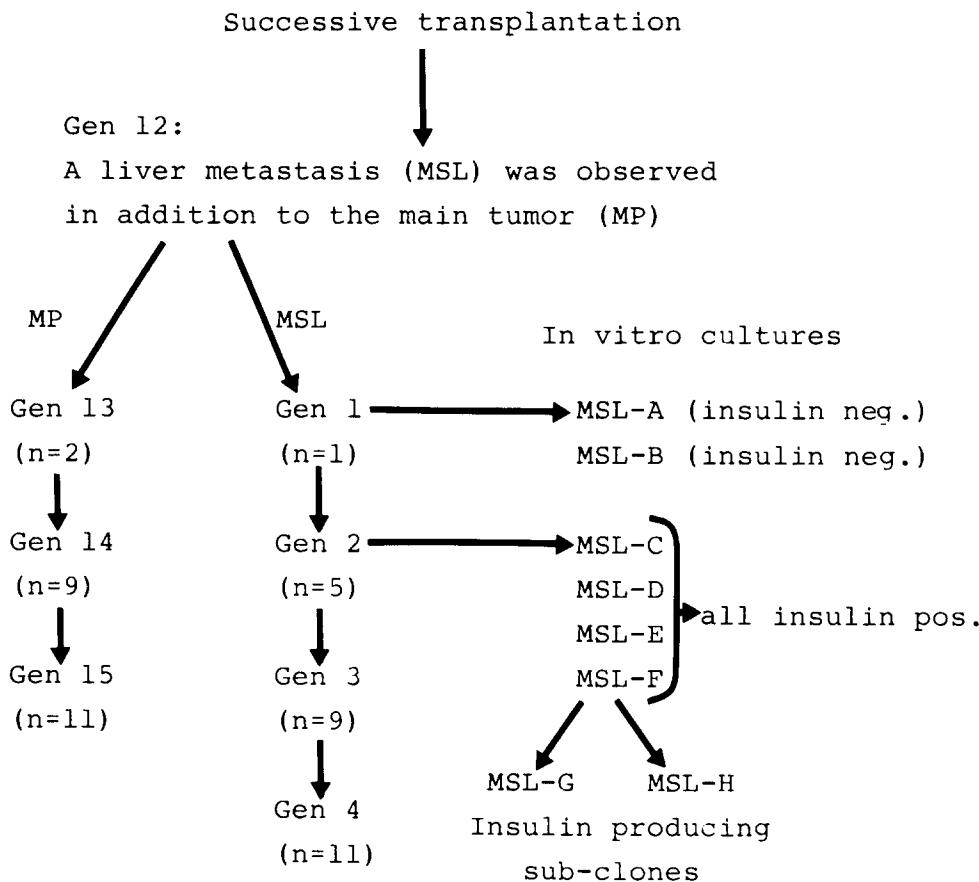 Successive transplantation
Gen 12:
A liver metastasis (MSL) was observed
in addition to the main tumor (MP)
MP
MSL
In vitro cultures
Gen 13
(n=2)
Gen 1
(n=1)
MSL-A (insulin neg.)
MSL-B (insulin neg.)
Gen 14
(n=9)
Gen 2
(n=5)
MSL-C
MSL-D
MSL-E
MSL-F
all insulin pos.
Gen 15
(n=11)
Gen 3
(n=9)
Gen 4
(n=11)
MSL-G
MSL-H
Insulin producing
sub-clones